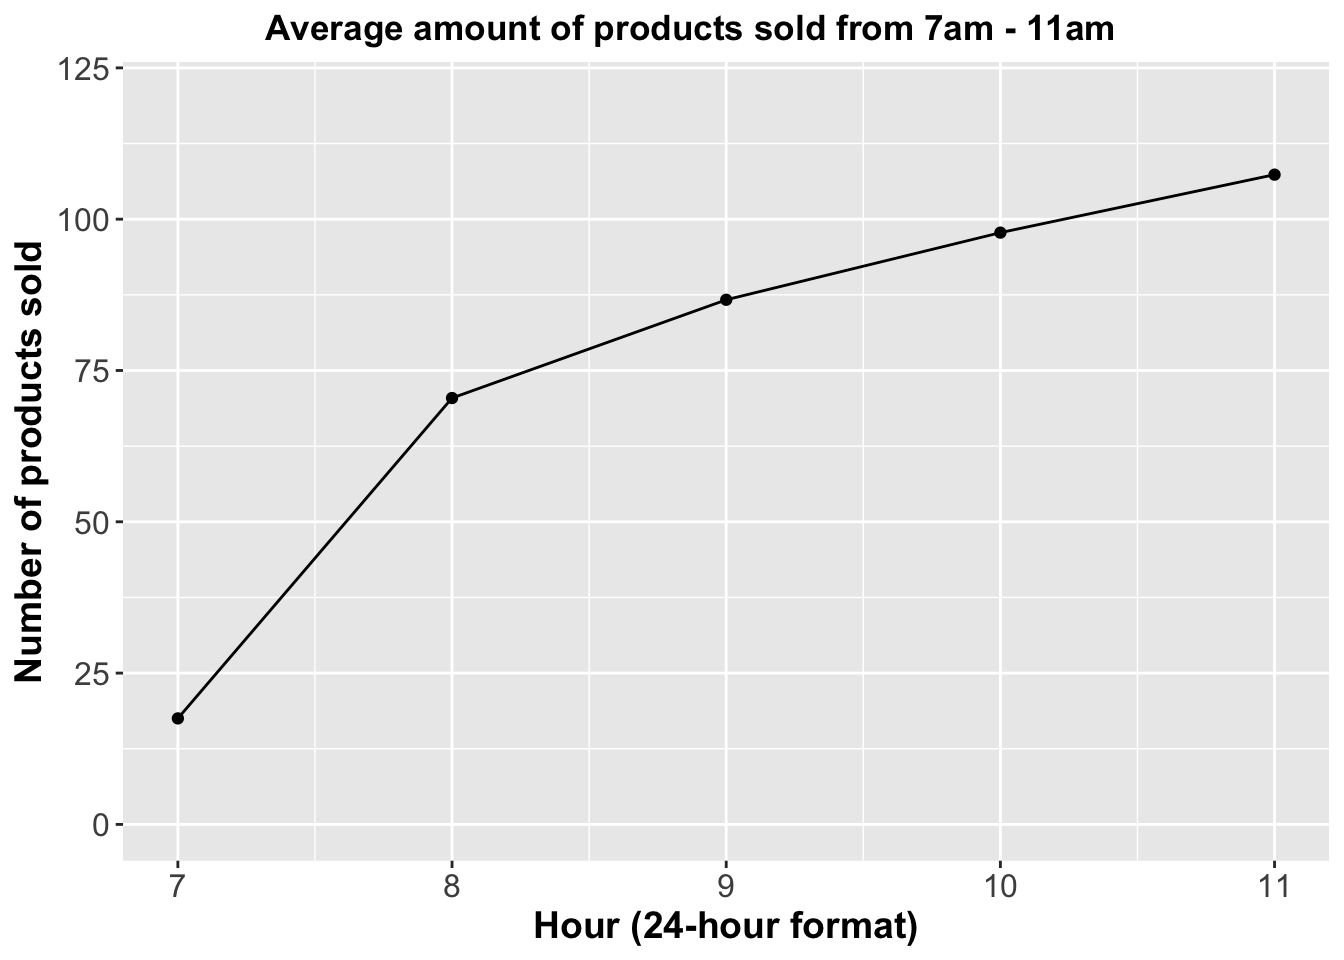 Average amount of products sold from 7am - 11am
125
100
75
50
25
0
Number of products sold
7 8 9 10 11
Hour (24-hour format)